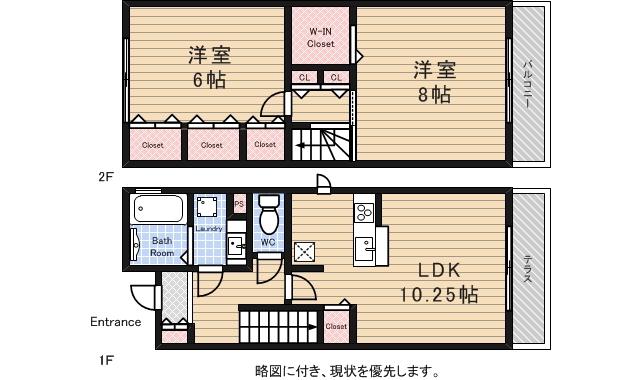 洋室
6帖
W-IN
Closet
洋室
8帖
バルコニー
CL
CL
Closet
Closet
Closet
2F
PS
Laundry
Bath
Room
WC
LDK
10.25帖
テラス
Entrance
Closet
1F
略図に付き、現状を優先します。